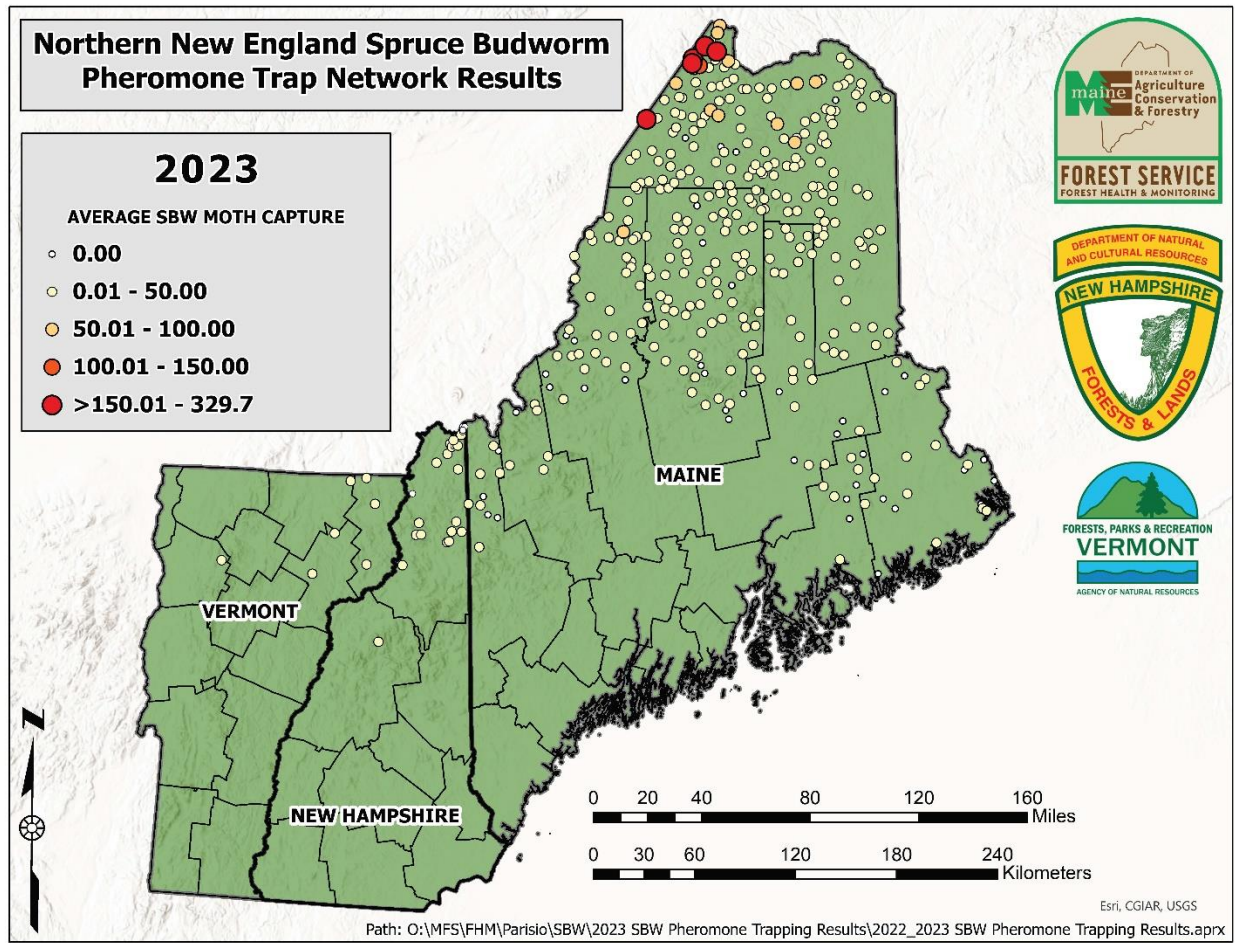 Northern New England Spruce Budworm
Pheromone Trap Network Results
2023
AVERAGE SBW MOTH CAPTURE
0.00
0.01 - 50.00
50.01 - 100.00
100.01 - 150.00
>150.01 - 329.7
MAINE
VERMONT
NEW HAMPSHIRE
N
0 20 40 80 120 160
Miles
0 30 60 120 180 240
Kilometers
maine
DEPARTMENT OF
Agriculture
Conservation
& Forestry
FOREST SERVICE
FOREST HEALTH & MONITORING
DEPARTMENT OF NATURAL
AND CULTURAL RESOURCES
NEW HAMPSHIRE
FORESTS & LANDS
FORESTS, PARKS & RECREATION
VERMONT
AGENCY OF NATURAL RESOURCES
Esri, CGIAR, USGS
Path: O:\MFS\FHM\Parisio\SBW\2023 SBW Pheromone Trapping Results\2022_2023 SBW Pheromone Trapping Results.aprx